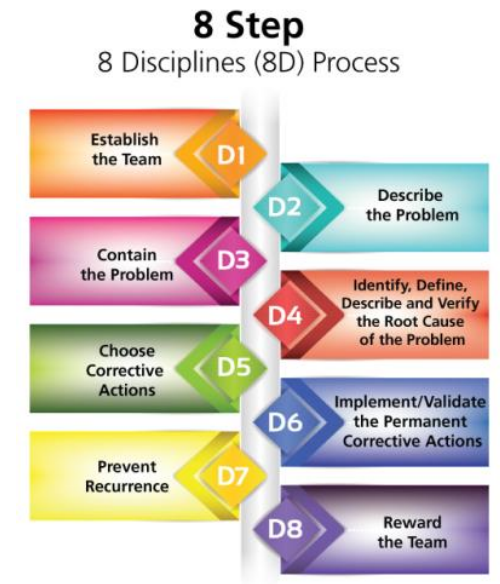 8 Step
8 Disciplines (8D) Process
Establish
the Team
D1
D2
Describe
the Problem
Contain
the Problem
D3
D4
Identify, Define,
Describe and Verify
the Root Cause
of the Problem
Choose
Corrective
Actions
D5
D6
Implement/Validate
the Permanent
Corrective Actions
Prevent
Recurrence
D7
D8
Reward
the Team